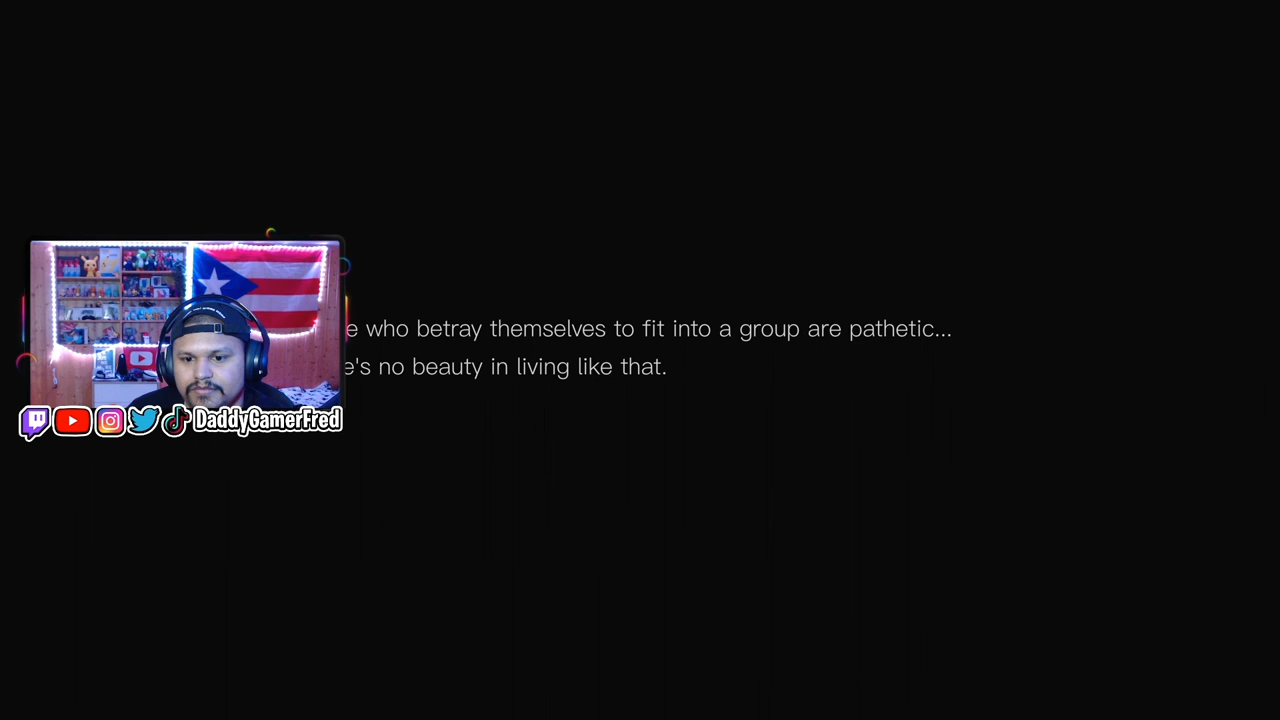 e who betray themselves to fit into a group are pathetic...
e's no beauty in living like that.
DaddyGamerFred